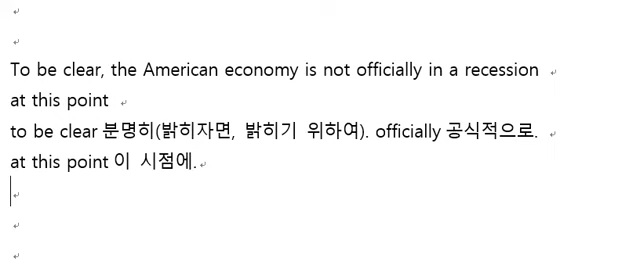 To be clear, the American economy is not officially in a recession
at this point
to be clear 분명히(밝히자면, 밝히기 위하여). officially 공식적으로.
at this point 이 시점에.